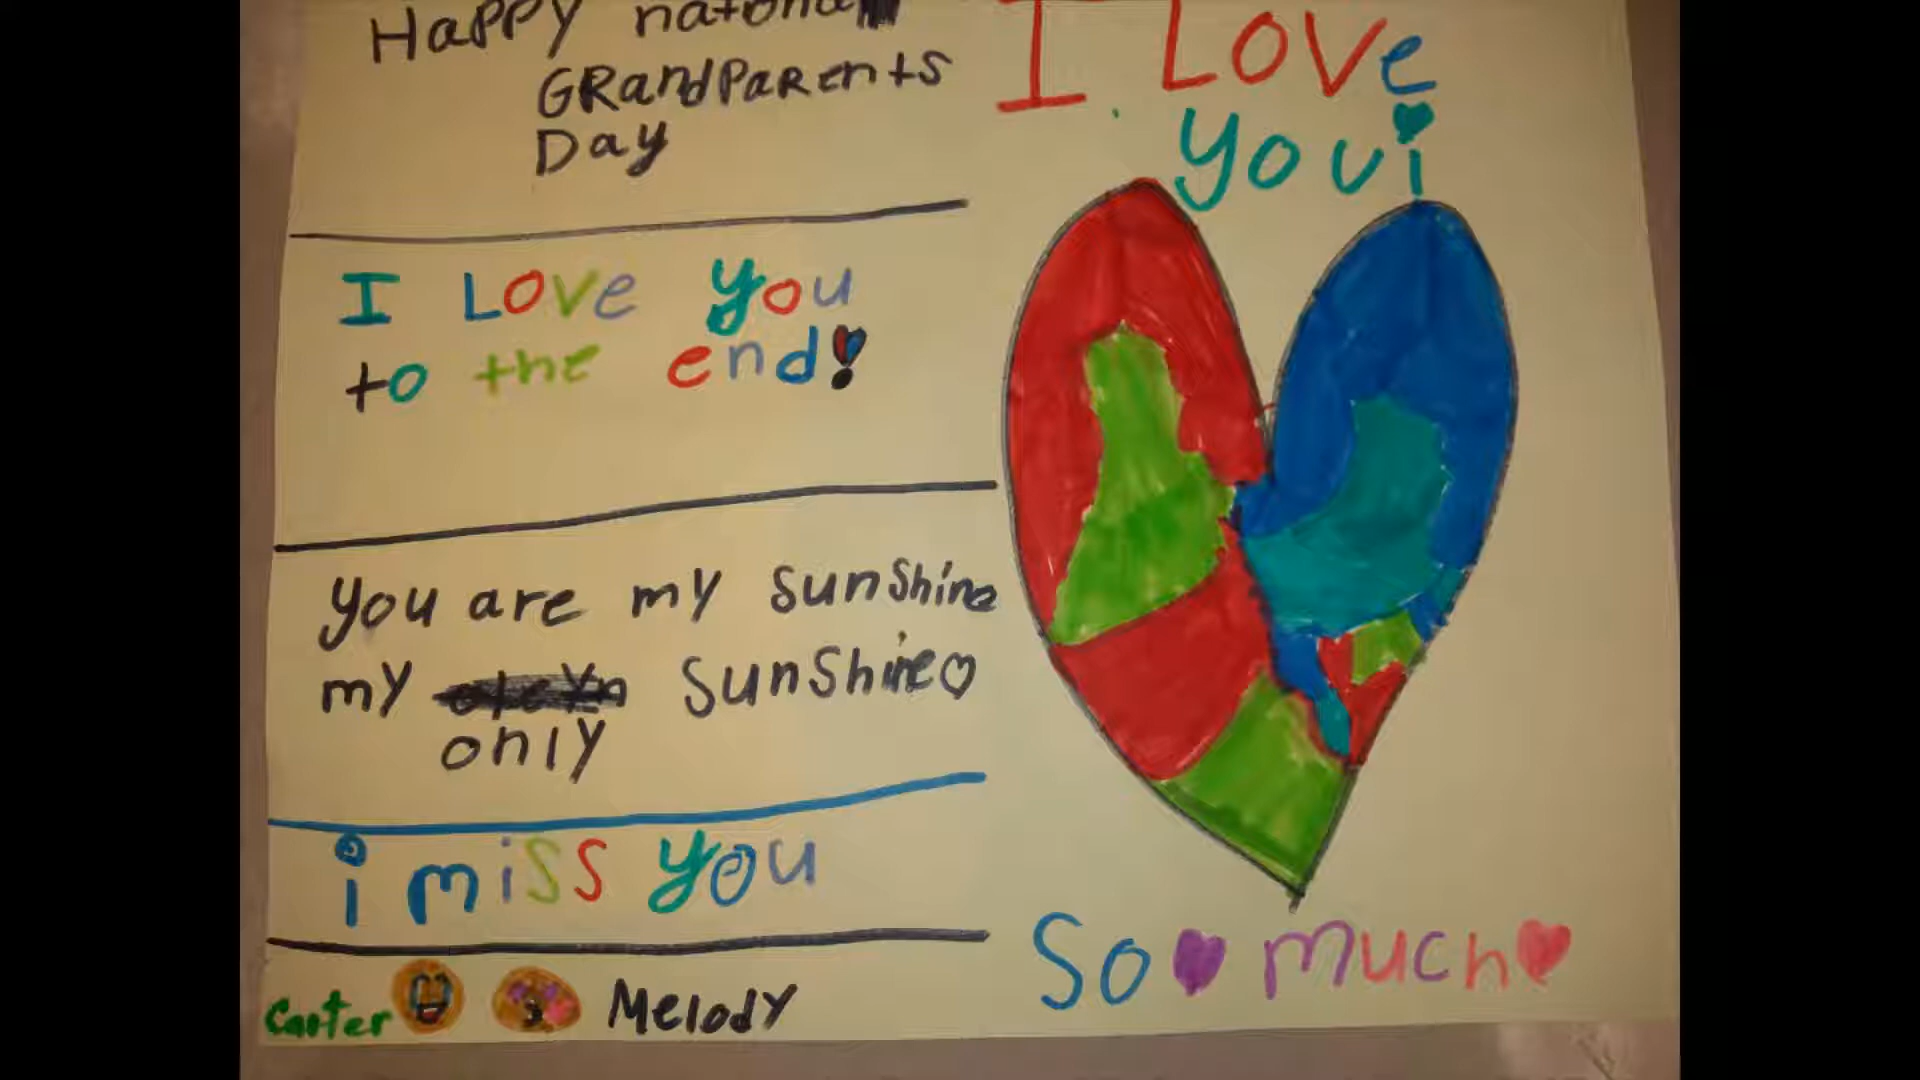 Happy national
GRandParents
Day
I Love you
to the end!
you are my sunshine
my sunshine
only
i miss you
Carter Melody
I Love
you!
So much